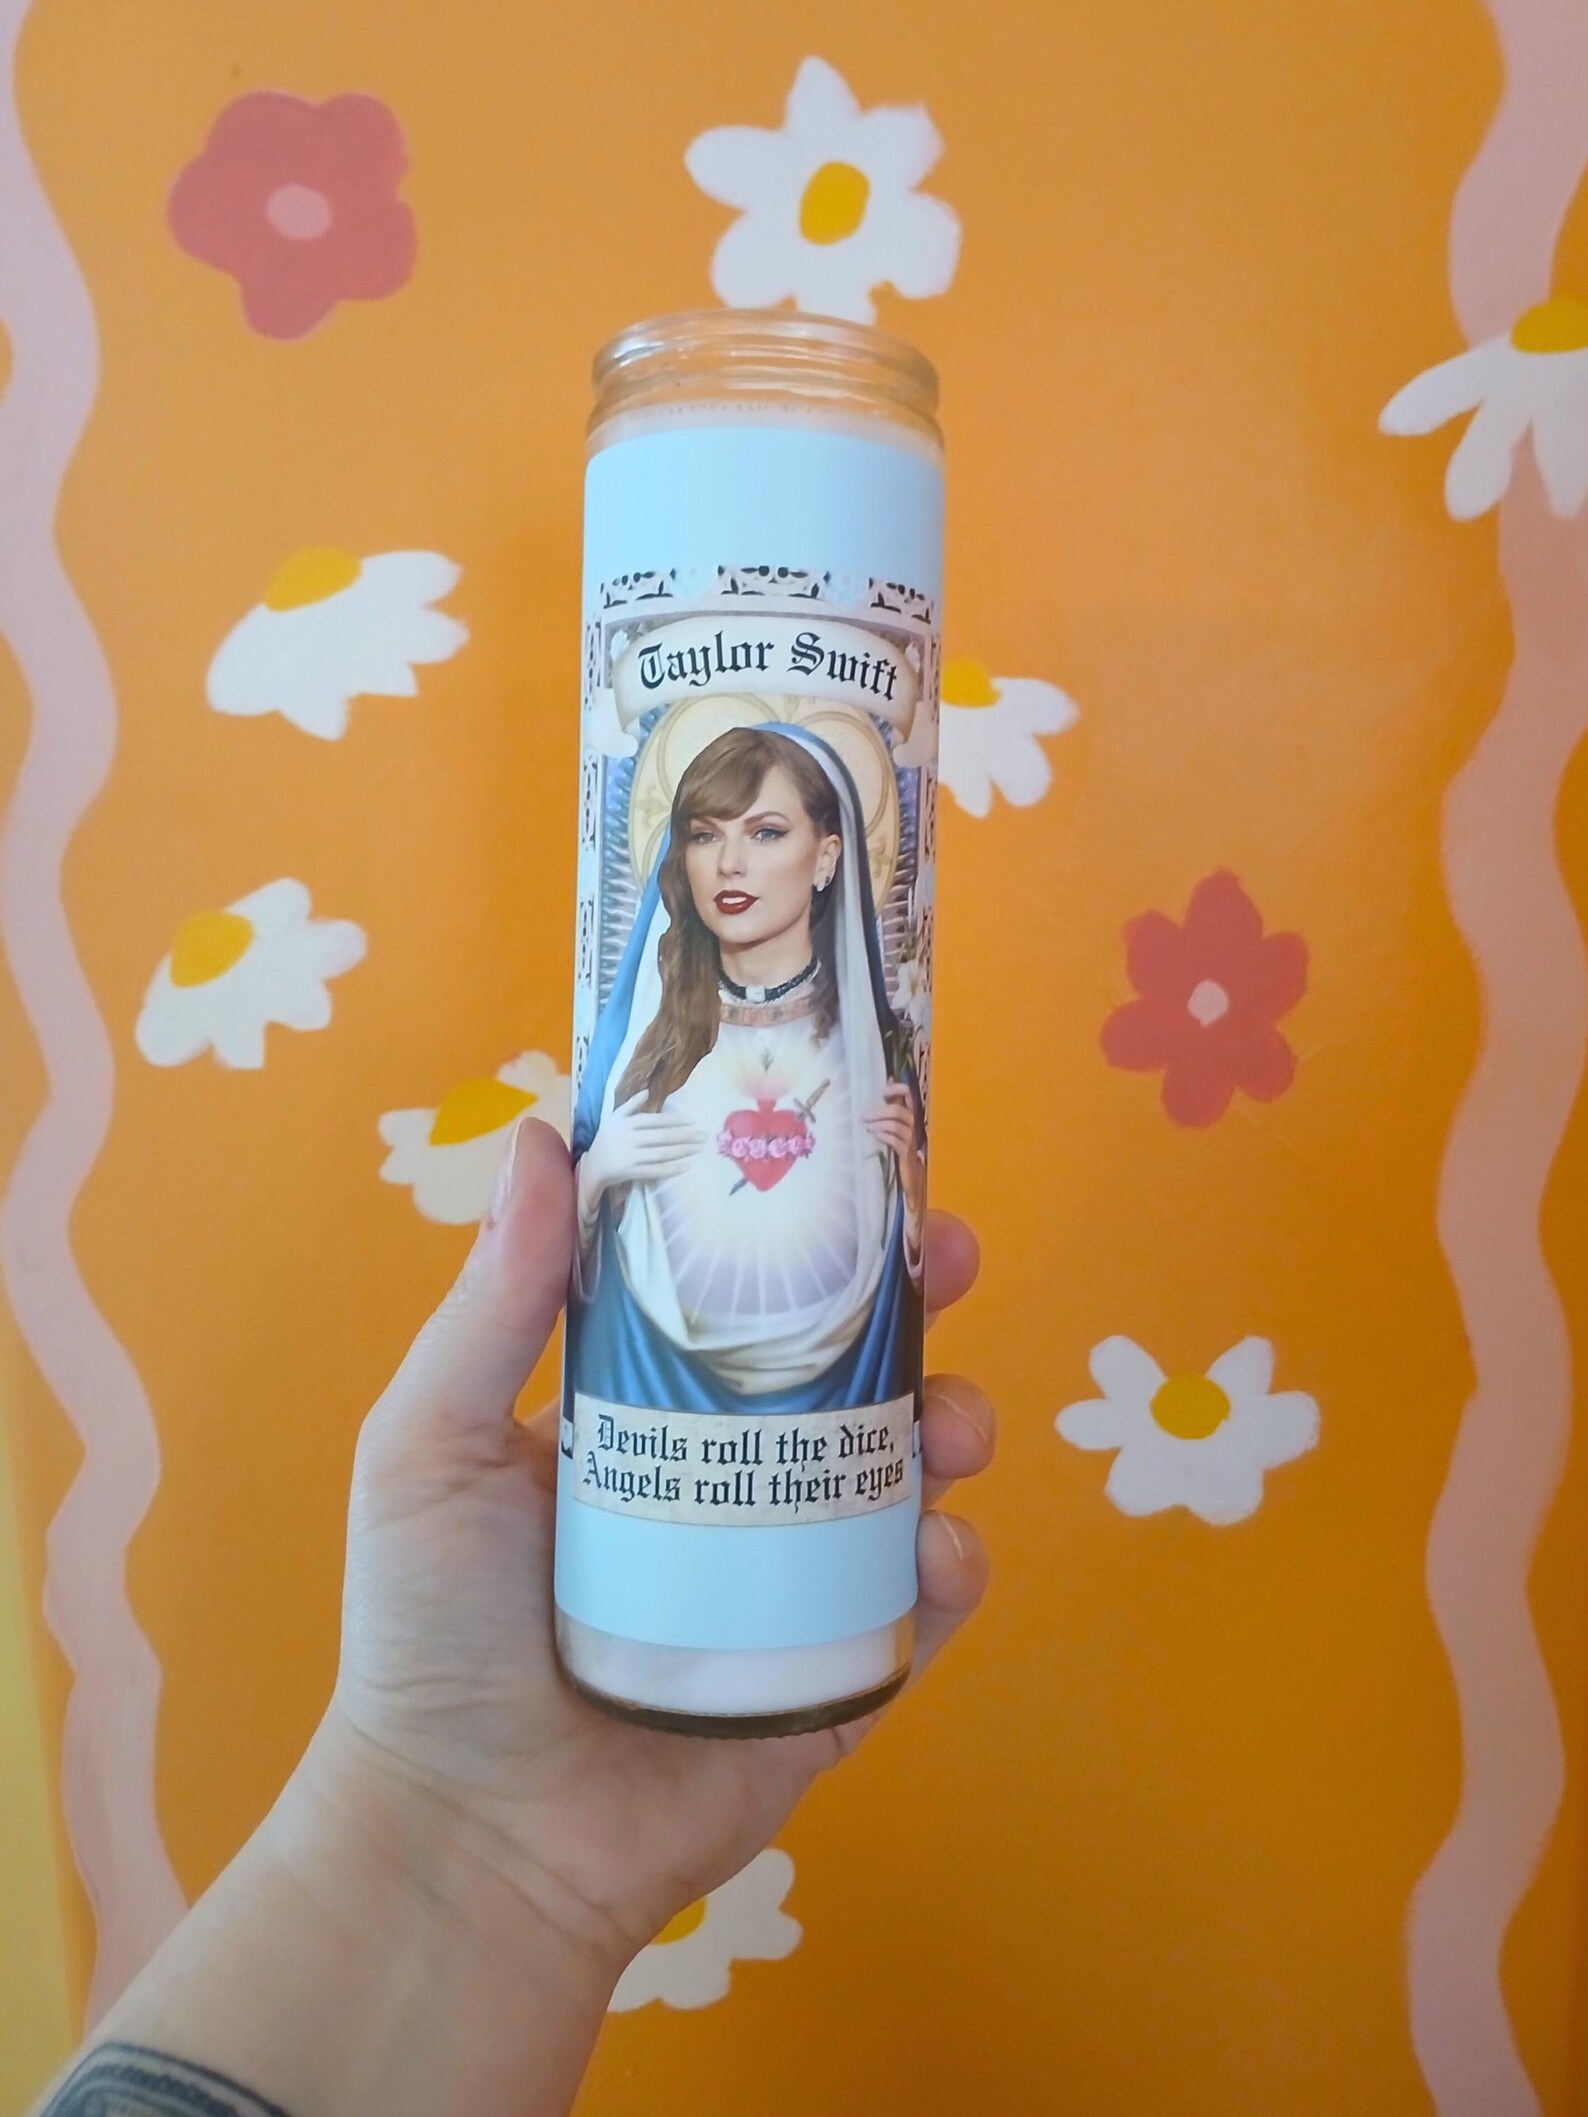 Taylor Swift
Devils roll the dice,
Angels roll their eyes